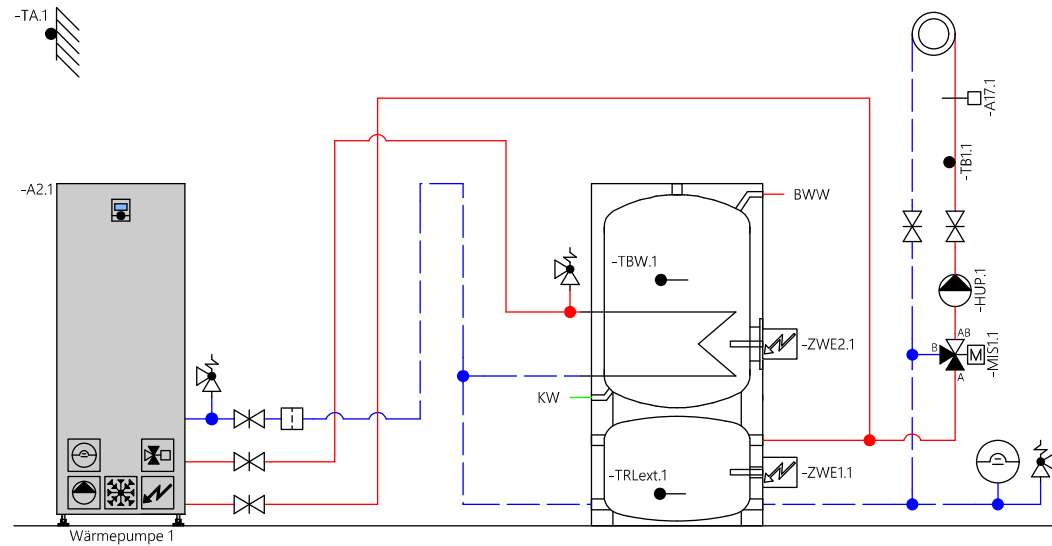 -TA.1
-A17.1
-TB1.1
-A2.1
BWW
-TBW.1
-HUP.1
-ZWE2.1
AB
B
M
-MIS1.1
A
KW
-TRLext.1
-ZWE1.1
Wärmepumpe 1